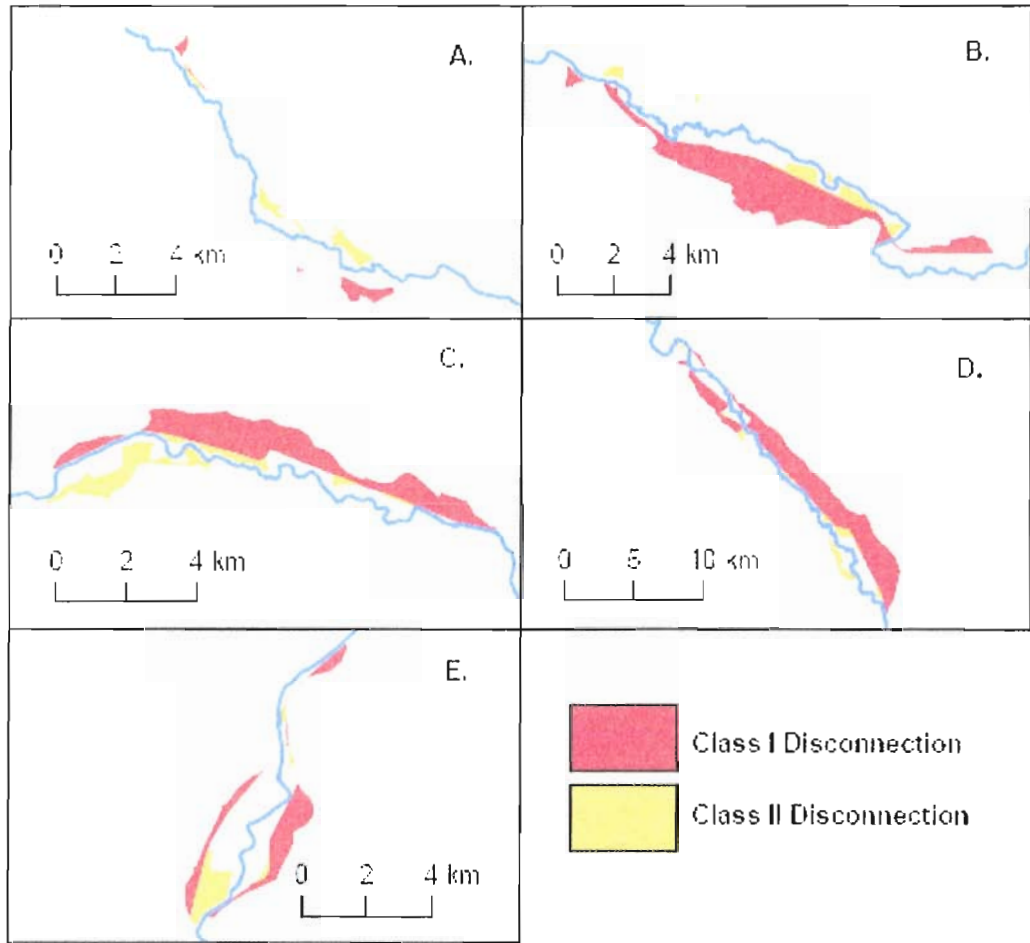 A.
0 2 4 km
B.
0 2 4 km
C.
0 2 4 km
D.
0 5 10 km
E.
0 2 4 km
Class I Disconnection
Class II Disconnection